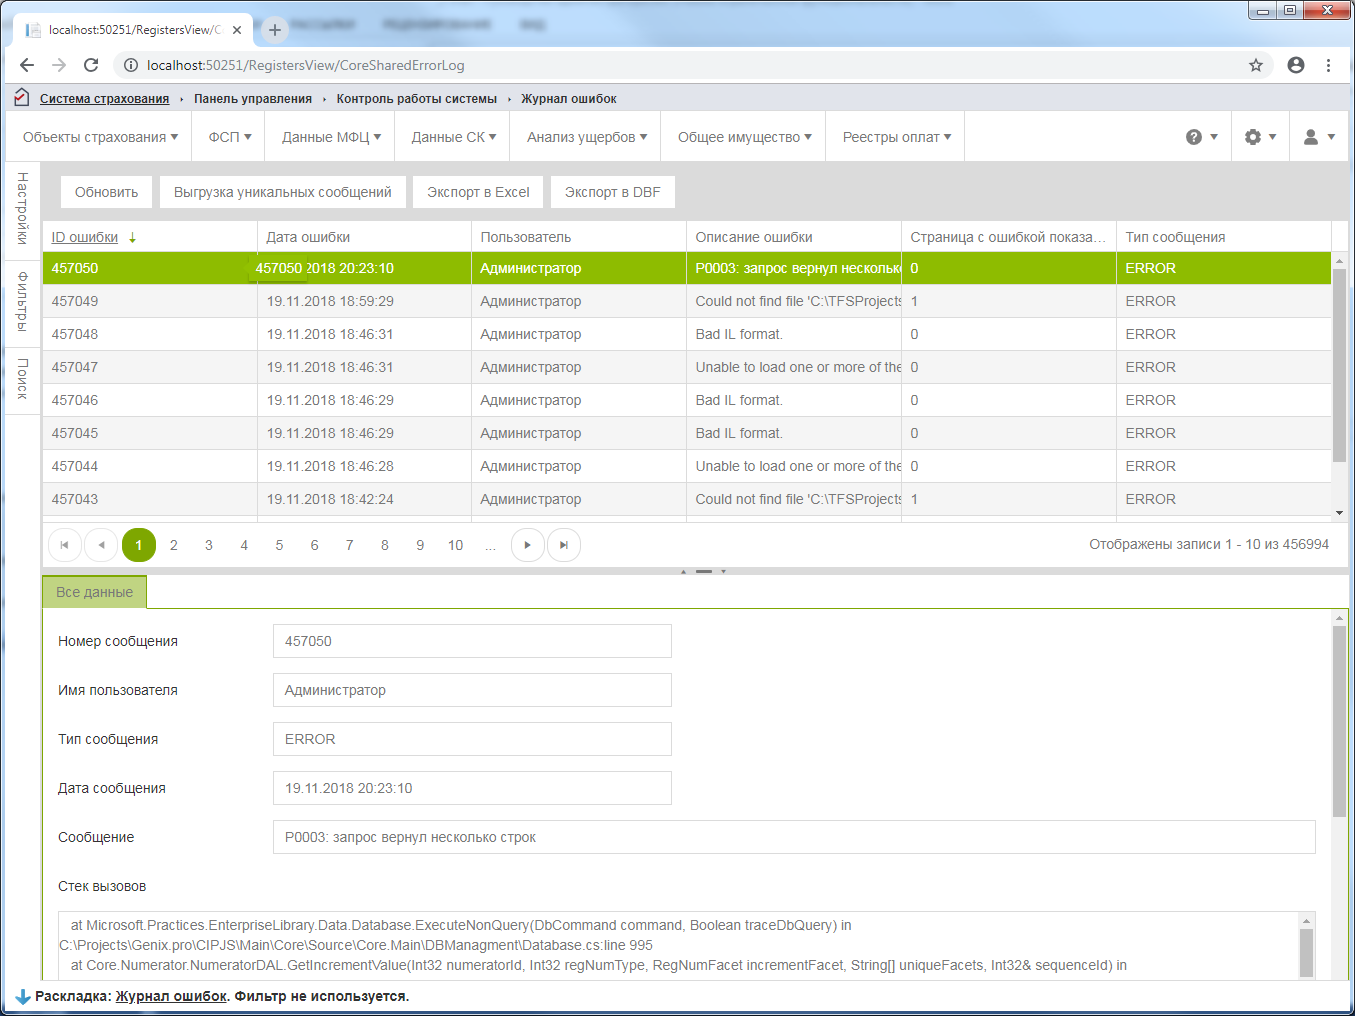 localhost:50251/RegistersView/C
localhost:50251/RegistersView/CoreSharedErrorLog
Система страхования › Панель управления › Контроль работы системы › Журнал ошибок
Объекты страхования ФСП Данные МФЦ Данные СК Анализ ущербов Общее имущество Реестры оплат
Настройки
Фильтры
Поиск
Обновить Выгрузка уникальных сообщений Экспорт в Excel Экспорт в DBF
ID ошибки ↓ Дата ошибки Пользователь Описание ошибки Страница с ошибкой показа... Тип сообщения
457050 457050 2018 20:23:10 Администратор P0003: запрос вернул несколько 0 ERROR
457049 19.11.2018 18:59:29 Администратор Could not find file 'C:\TFSProjects 1 ERROR
457048 19.11.2018 18:46:31 Администратор Bad IL format. 0 ERROR
457047 19.11.2018 18:46:31 Администратор Unable to load one or more of the 0 ERROR
457046 19.11.2018 18:46:29 Администратор Bad IL format. 0 ERROR
457045 19.11.2018 18:46:29 Администратор Bad IL format. 0 ERROR
457044 19.11.2018 18:46:28 Администратор Unable to load one or more of the 0 ERROR
457043 19.11.2018 18:42:24 Администратор Could not find file 'C:\TFSProjects 1 ERROR
1 2 3 4 5 6 7 8 9 10 ... Отображены записи 1 - 10 из 456994
Все данные
Номер сообщения 457050
Имя пользователя Администратор
Тип сообщения ERROR
Дата сообщения 19.11.2018 20:23:10
Сообщение P0003: запрос вернул несколько строк
Стек вызовов
at Microsoft.Practices.EnterpriseLibrary.Data.Database.ExecuteNonQuery(DbCommand command, Boolean traceDbQuery) in
C:\Projects\Genix.pro\CIPJS\Main\Core\Source\Core.Main\DBManagment\Database.cs:line 995
at Core.Numerator.NumeratorDAL.GetIncrementValue(Int32 numeratorId, Int32 regNumType, RegNumFacet incrementFacet, String[] uniqueFacets, Int32& sequenceId) in
Раскладка: Журнал ошибок. Фильтр не используется.